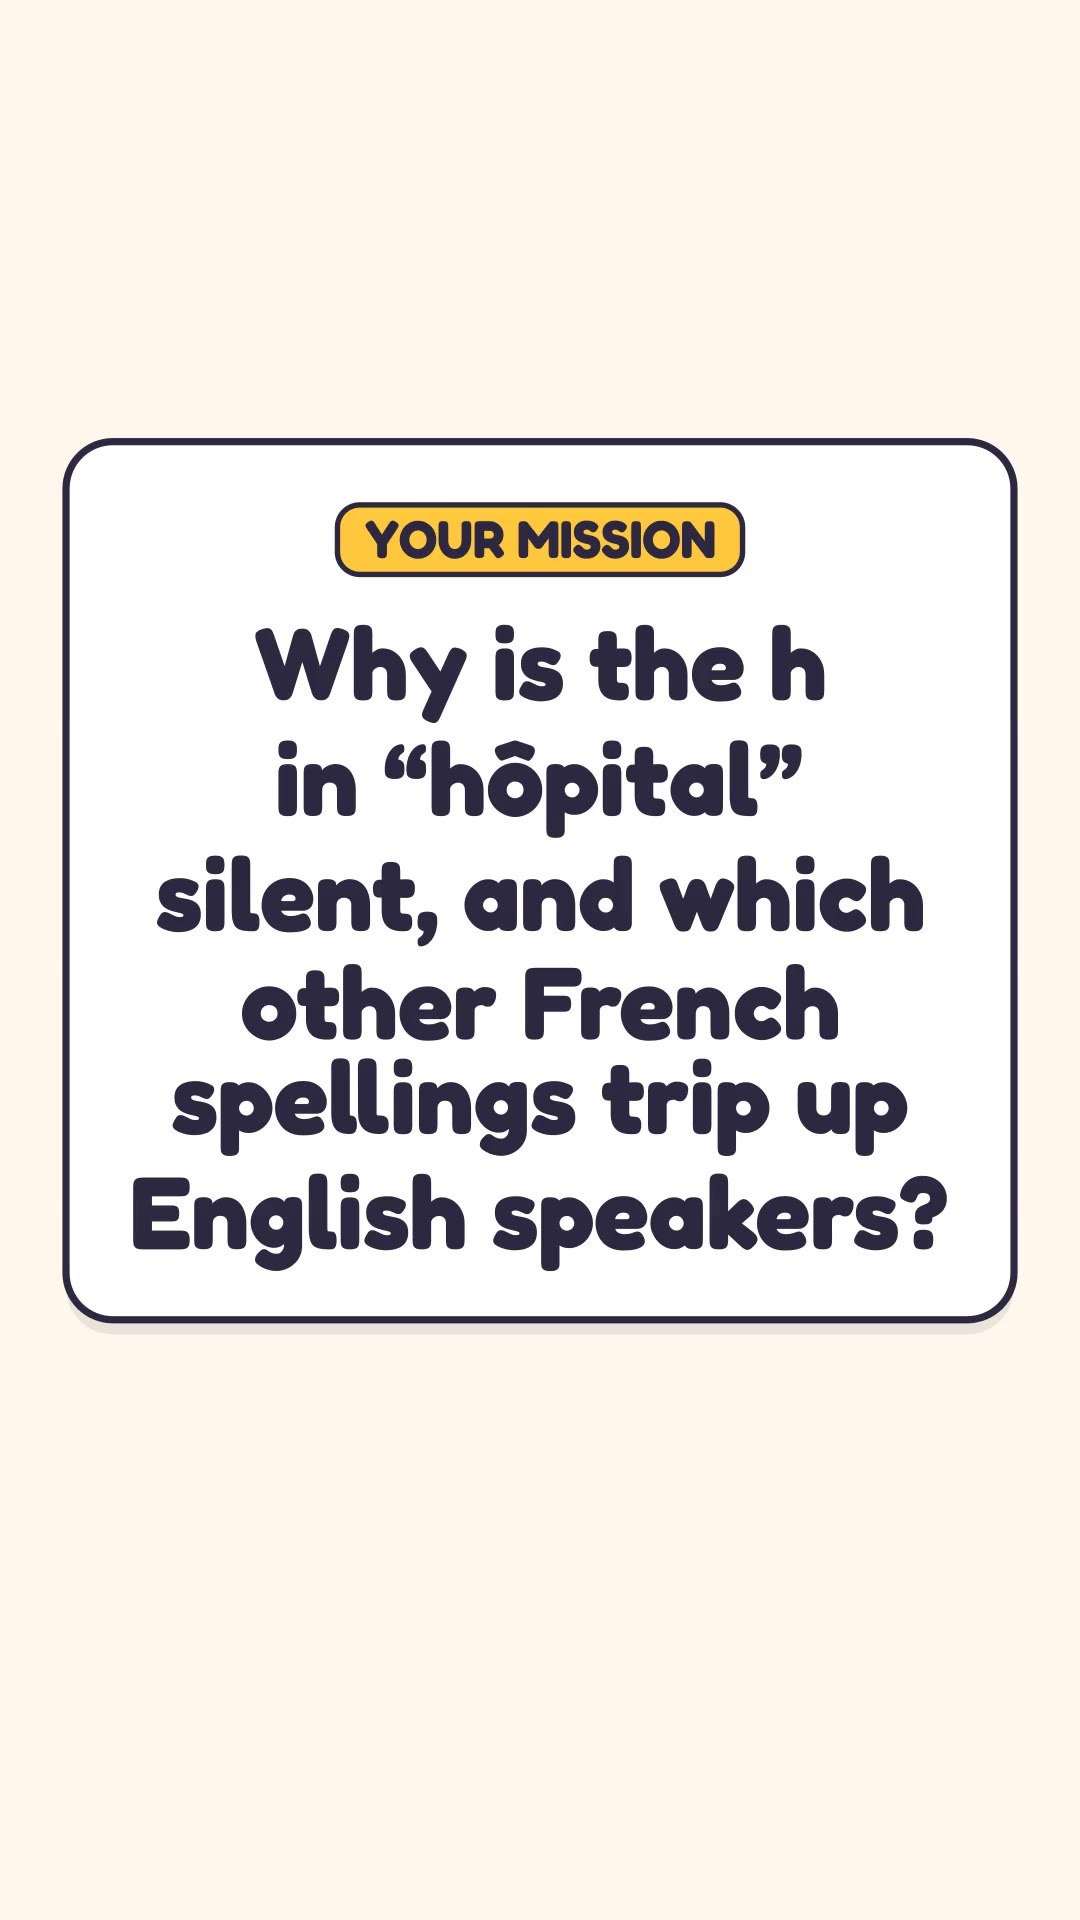 YOUR MISSION
Why is the h
in “hôpital”
silent, and which
other French
spellings trip up
English speakers?